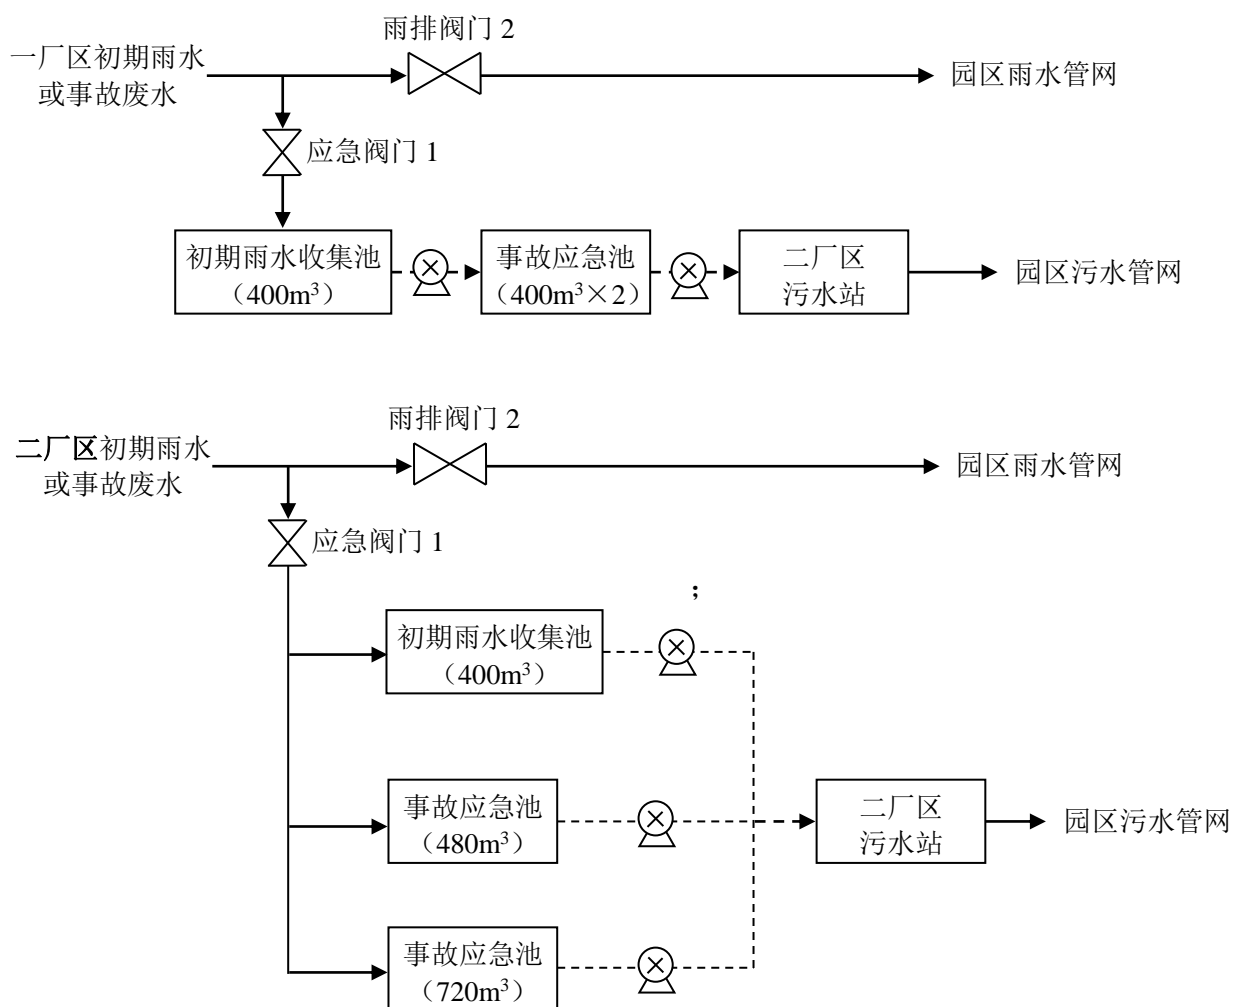 雨排阀门 2
一厂区初期雨水
或事故废水
园区雨水管网
应急阀门 1
初期雨水收集池
（400m³）
事故应急池
（400m³×2）
二厂区
污水站
园区污水管网
雨排阀门 2
二厂区初期雨水
或事故废水
园区雨水管网
应急阀门 1
；
初期雨水收集池
（400m³）
事故应急池
（480m³）
二厂区
污水站
园区污水管网
事故应急池
（720m³）